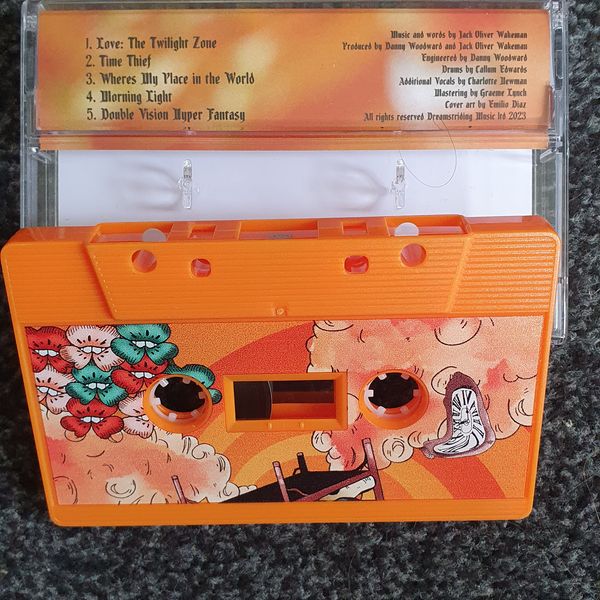 1. Love: The Twilight Zone
2. Time Thief
3. Wheres My Place in the World
4. Morning Light
5. Double Vision Hyper Fantasy
Music and words by Jack Oliver Wakeman
Produced by Danny Woodward and Jack Oliver Wakeman
Engineered by Danny Woodward
Drums by Callum Edwards
Additional Vocals by Charlotte Newman
Mastering by Graeme Lynch
Cover art by Emilio Diaz
All rights reserved Dreamstriding Music ltd 2023